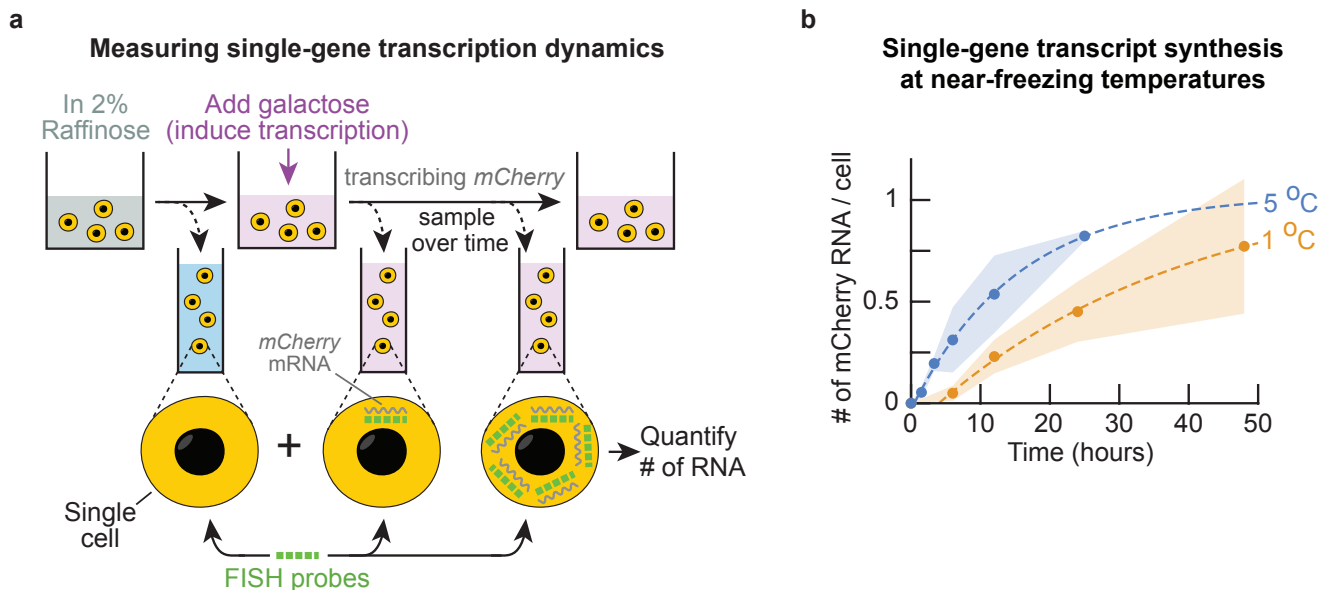 a
Measuring single-gene transcription dynamics
In 2%
Raffinose
Add galactose
(induce transcription)
transcribing mCherry
sample
over time
mCherry
mRNA
+
Quantify
# of RNA
Single
cell
FISH probes
b
Single-gene transcript synthesis
at near-freezing temperatures
# of mCherry RNA / cell
1
0.5
0
5 °C
1 °C
0 10 20 30 40 50
Time (hours)